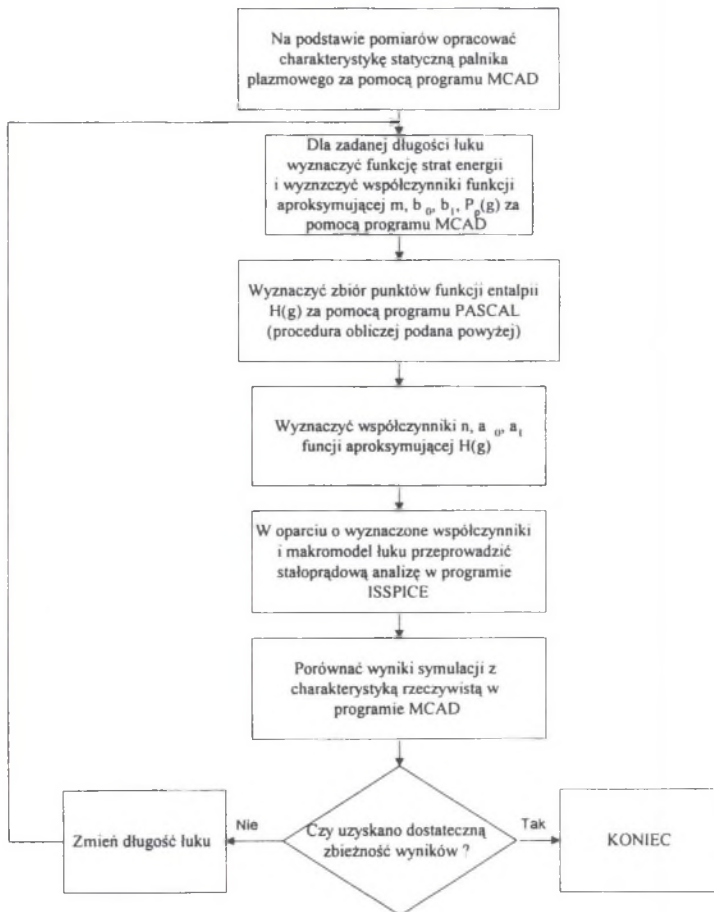 Na podstawie pomiarów opracować
charakterystykę statyczną palnika
plazmowego za pomocą programu MCAD
Dla zadanej długości łuku
wyznaczyć funkcję strat energii
i wyznzczyć współczynniki funkcji
aproksymującej m, b₀, b₁, Pₚ(g) za
pomocą programu MCAD
Wyznaczyć zbiór punktów funkcji entalpii
H(g) za pomocą programu PASCAL
(procedura obliczej podana powyżej)
Wyznaczyć współczynniki n, a₀, a₁
funcji aproksymującej H(g)
W oparciu o wyznaczone współczynniki
i makromodel łuku przeprowadzić
stałoprądową analizę w programie
ISSPICE
Porównać wyniki symulacji z
charakterystyką rzeczywistą w
programie MCAD
Czy uzyskano dostateczną
zbieżność wyników ?
Nie
Zmień długość łuku
Tak
KONIEC